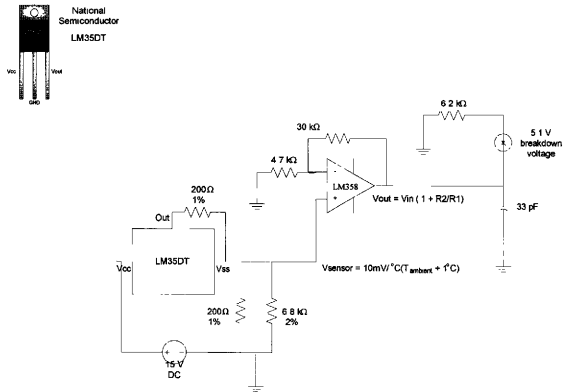 National
Semiconductor
LM35DT
Vcc
Vout
GND
6 2 kΩ
5 1 V
breakdown
voltage
30 kΩ
4 7 kΩ
-
+
LM358
Vout = Vin ( 1 + R2/R1)
33 pF
200Ω
1%
Out
Vcc
LM35DT
Vss
Vsensor = 10mV/ °C(T ambient + 1°C)
200Ω
1%
6 8 kΩ
2%
+ -
15 V
DC